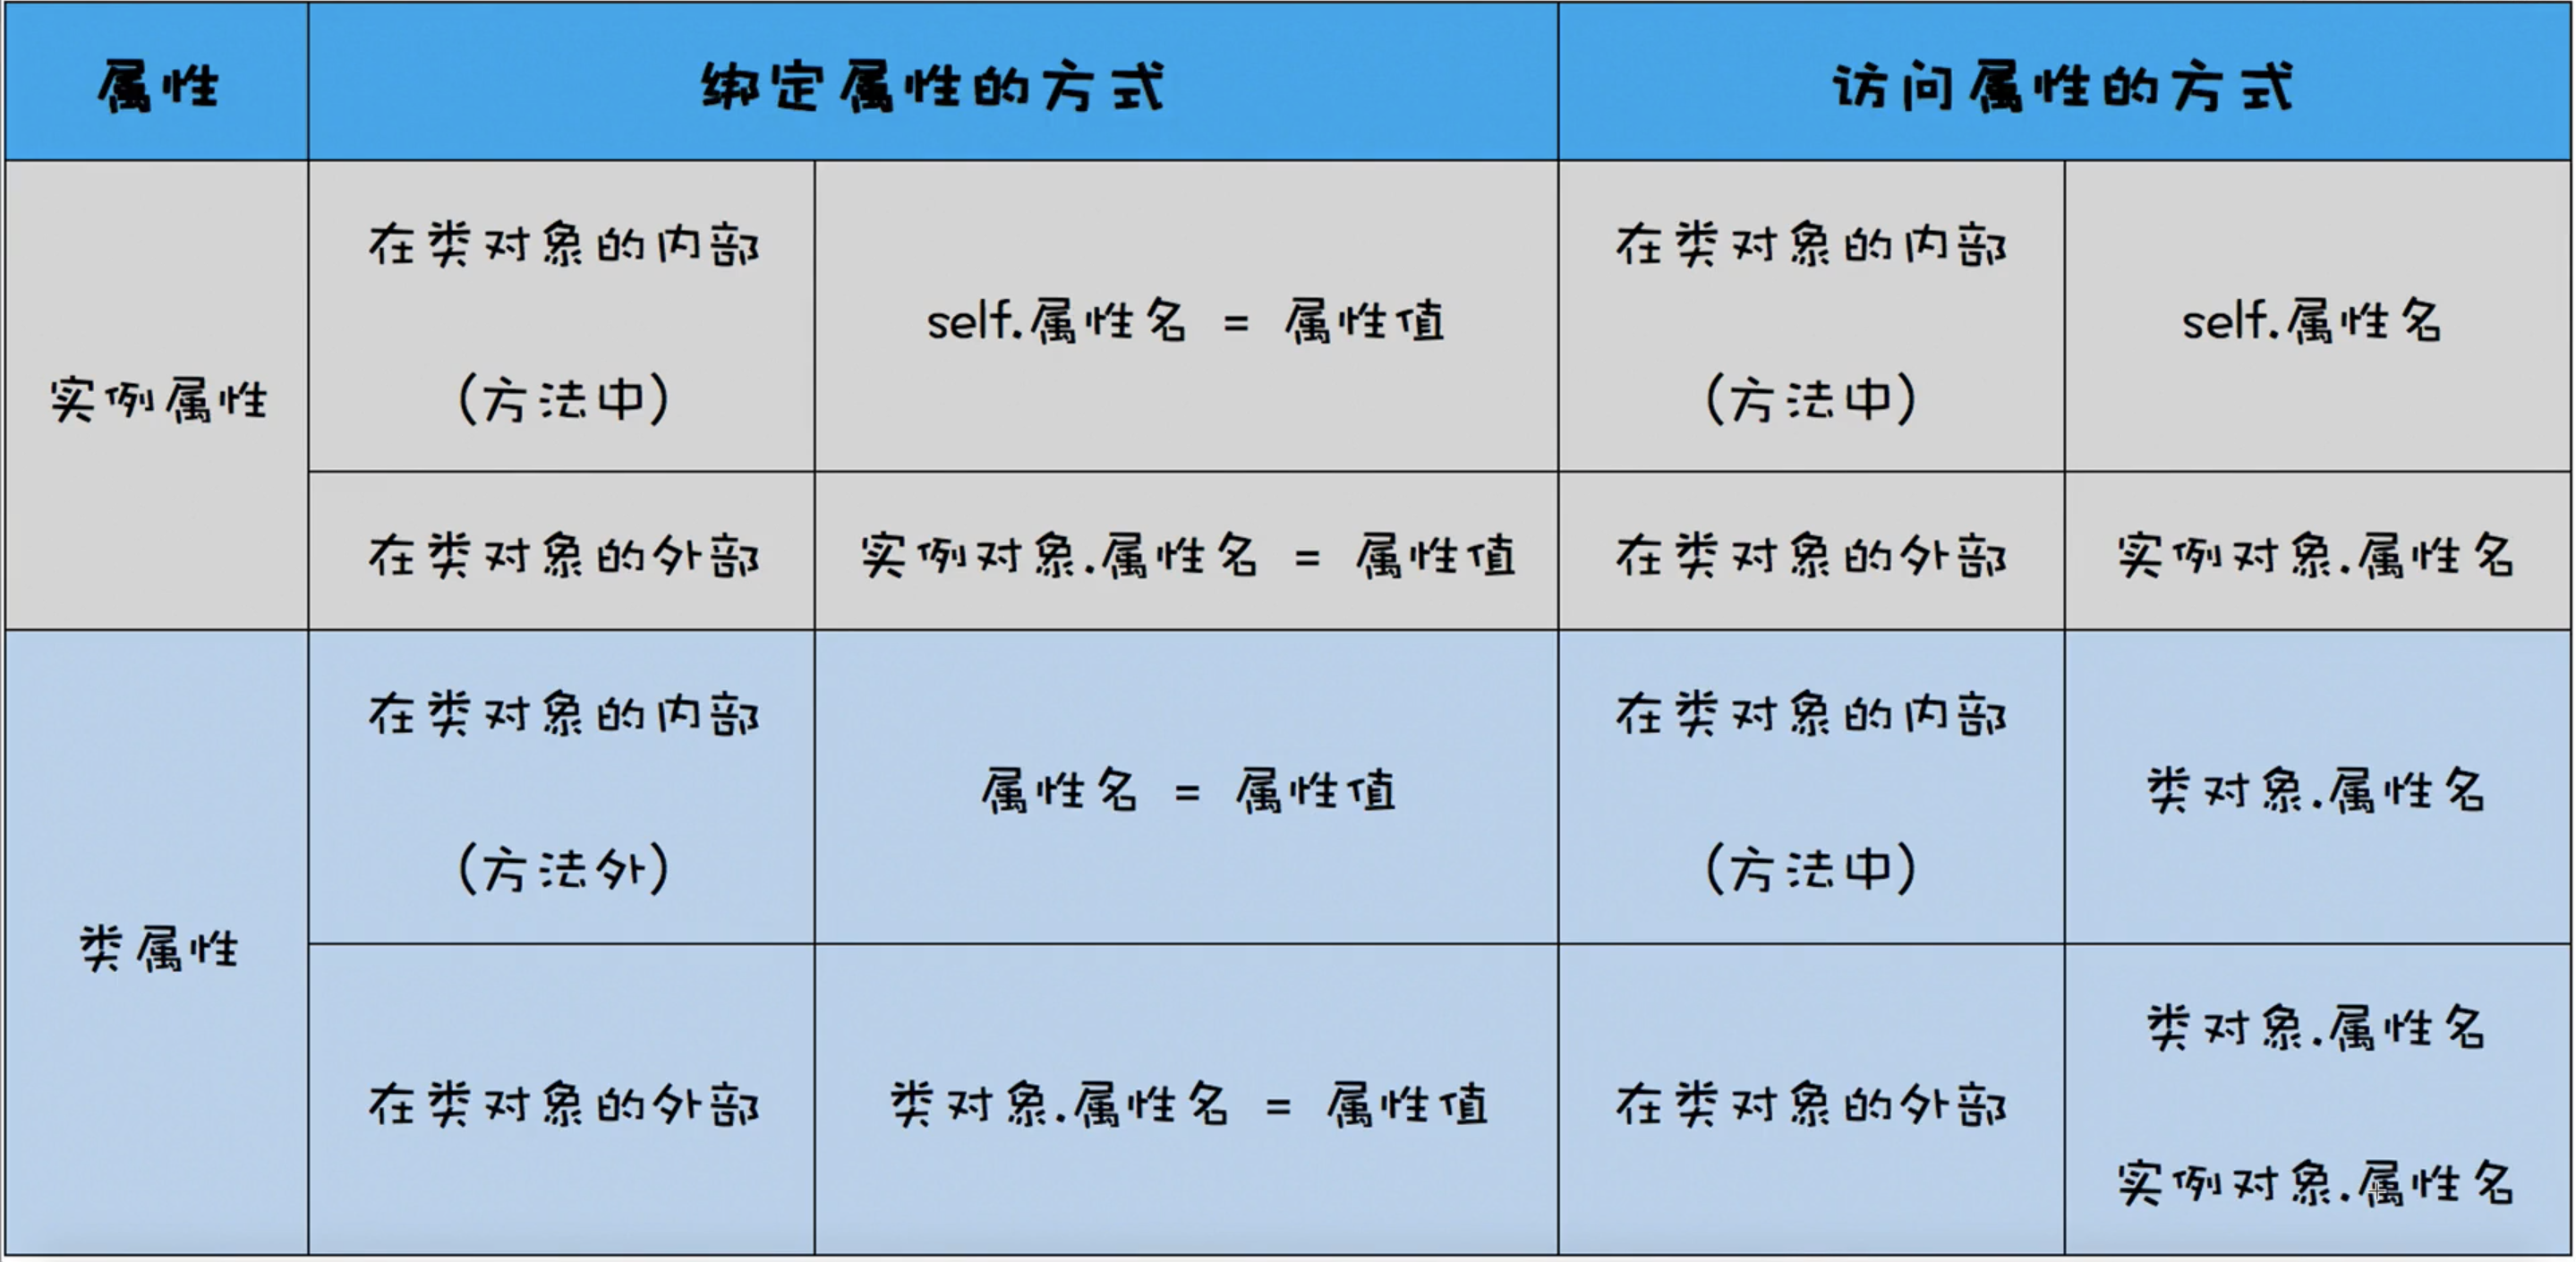 属性
绑定属性的方式
访问属性的方式
实例属性
在类对象的内部
(方法中)
self.属性名 = 属性值
在类对象的内部
(方法中)
self.属性名
在类对象的外部
实例对象.属性名 = 属性值
在类对象的外部
实例对象.属性名
类属性
在类对象的内部
(方法外)
属性名 = 属性值
在类对象的内部
(方法中)
类对象.属性名
在类对象的外部
类对象.属性名 = 属性值
在类对象的外部
类对象.属性名
实例对象.属性名